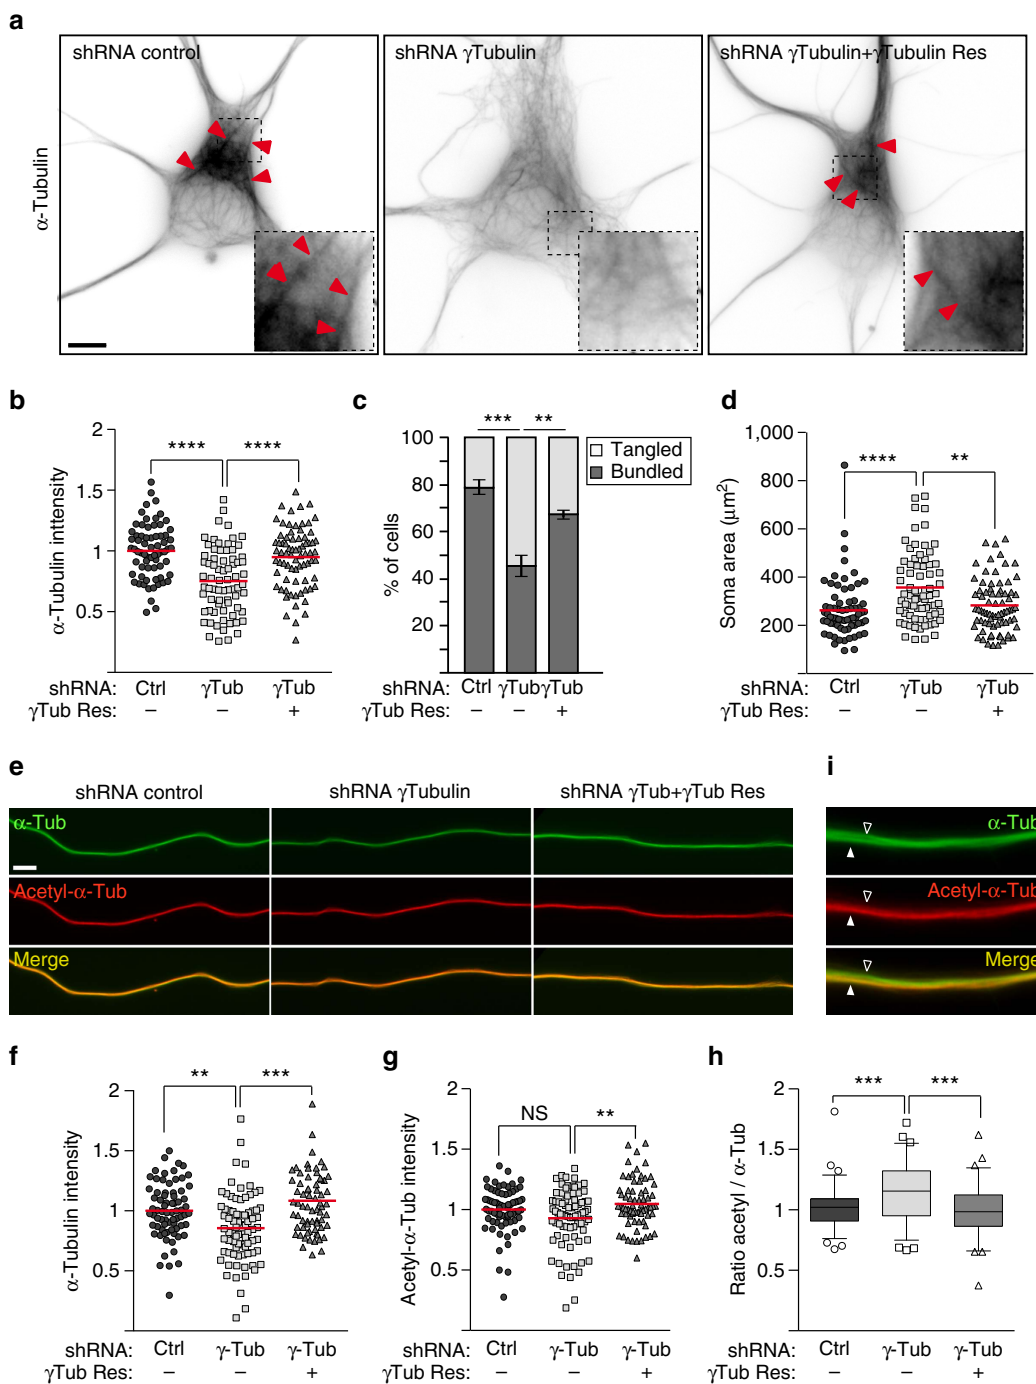 a
shRNA control
shRNA γTubulin
shRNA γTubulin+γTubulin Res
α-Tubulin
b
c
d
α-Tubulin inttensity
2
1.5
1
0.5
****
****
shRNA: Ctrl γTub γTub
γTub Res: – – +
% of cells
100
80
60
40
20
***
**
Tangled
Bundled
shRNA: Ctrl γTub γTub
γTub Res: – – +
Soma area (μm²)
1,000
800
600
400
200
****
**
shRNA: Ctrl γTub γTub
γTub Res: – – +
e
shRNA control
shRNA γTubulin
shRNA γTub+γTub Res
α-Tub
Acetyl-α-Tub
Merge
i
α-Tub
Acetyl-α-Tub
Merge
f
α-Tubulin intensity
2
1.5
1
0.5
**
***
shRNA: Ctrl γ-Tub γ-Tub
γTub Res: – – +
g
Acetyl-α-Tub intensity
2
1.5
1
0.5
NS
**
shRNA: Ctrl γ-Tub γ-Tub
γTub Res: – – +
h
Ratio acetyl / α-Tub
2
1.5
1
0.5
***
***
shRNA: Ctrl γ-Tub γ-Tub
γTub Res: – – +